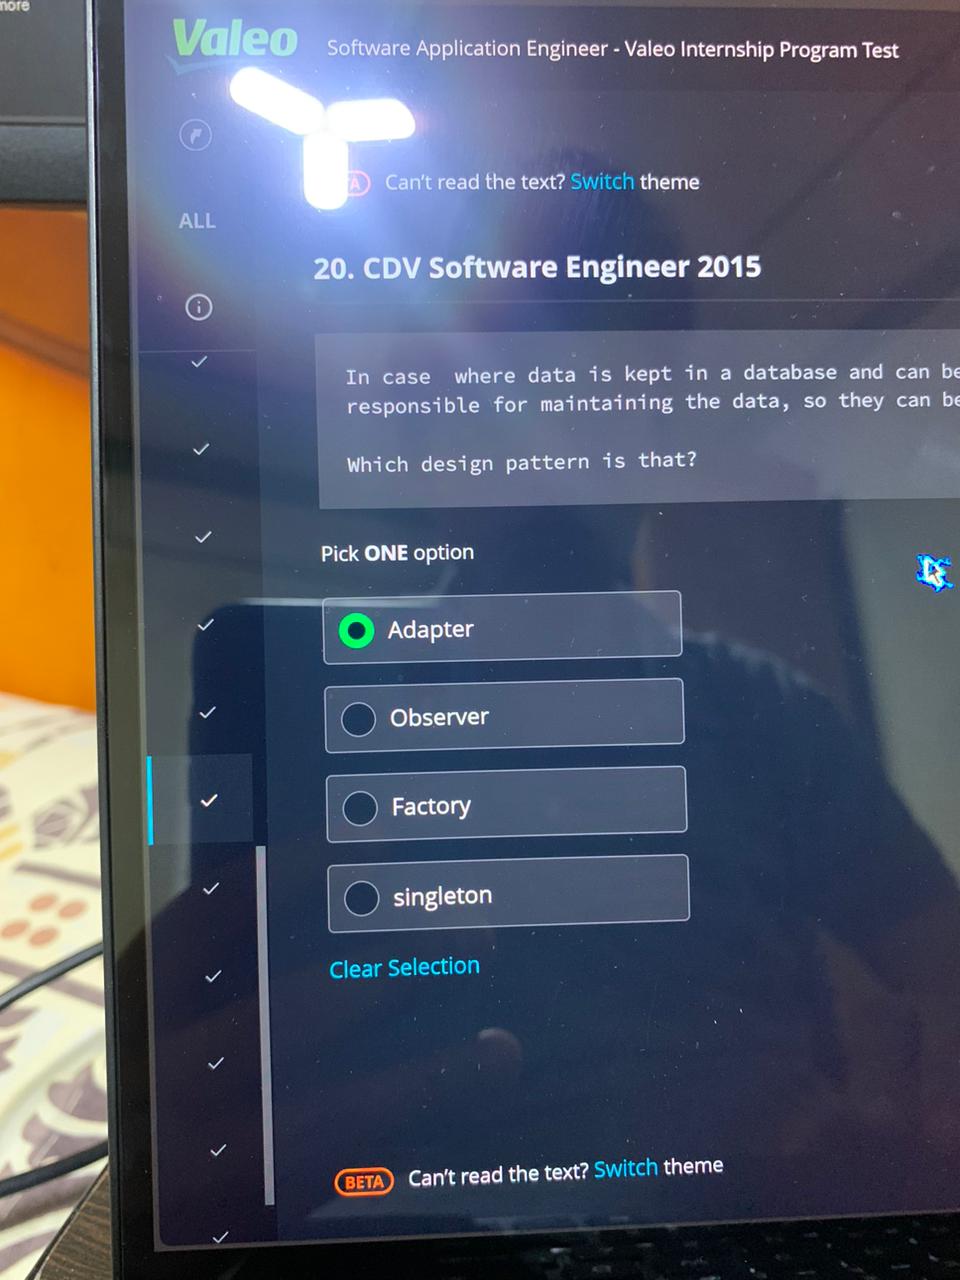 more
Valeo
Software Application Engineer - Valeo Internship Program Test
Can't read the text? Switch theme
ALL
20. CDV Software Engineer 2015
In case where data is kept in a database and can
responsible for maintaining the data, so they can
Which design pattern is that?
Pick ONE option
Adapter
Observer
Factory
singleton
Clear Selection
BETA Can't read the text? Switch theme